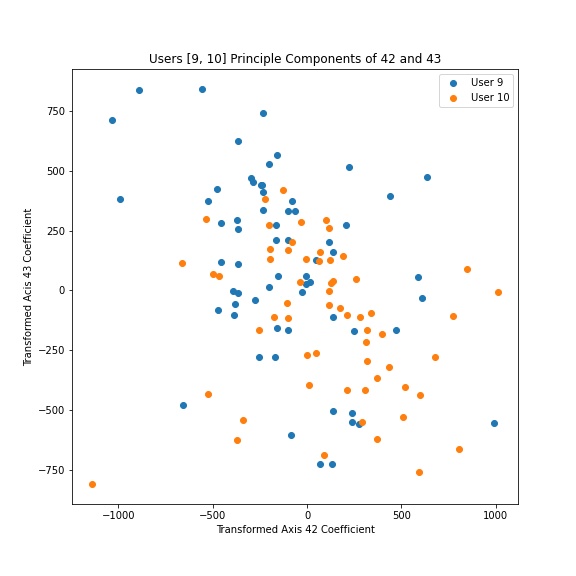 Users [9, 10] Principle Components of 42 and 43
User 9
User 10
Transformed Acis 43 Coefficient
750
500
250
0
−250
−500
−750
−1000
−500
0
500
1000
Transformed Axis 42 Coefficient